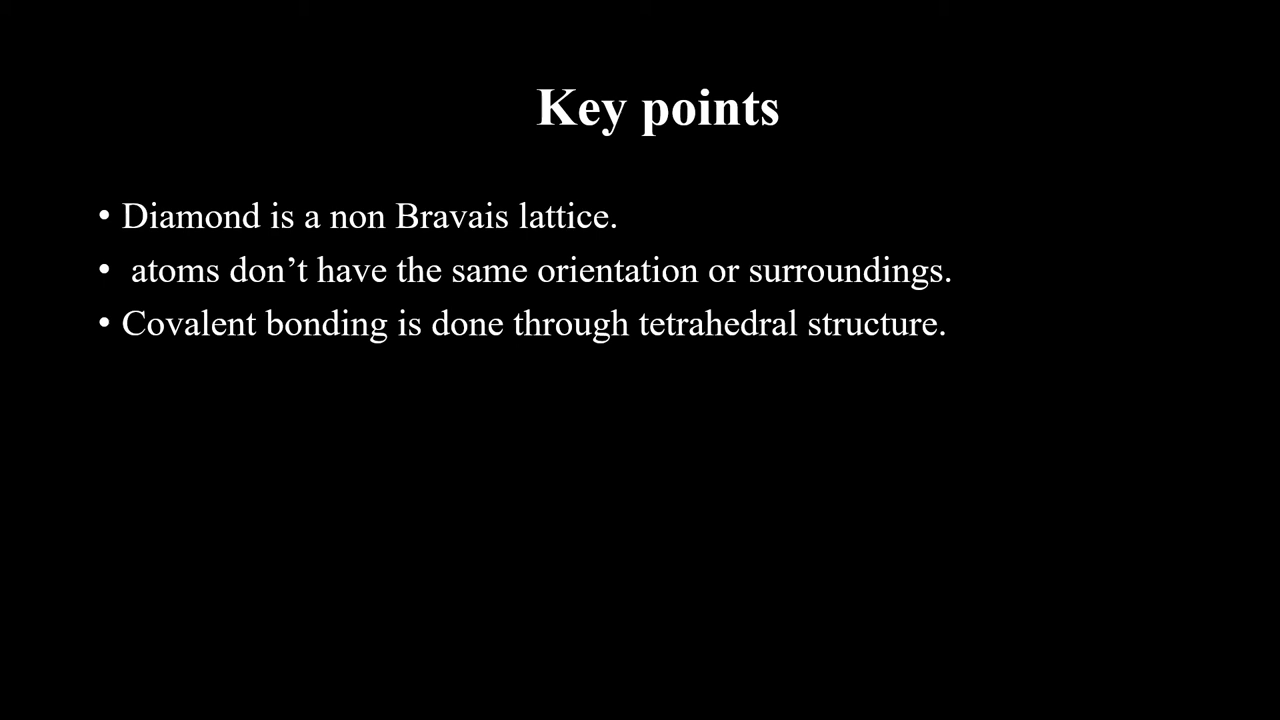 Key points
• Diamond is a non Bravais lattice.
• atoms don’t have the same orientation or surroundings.
• Covalent bonding is done through tetrahedral structure.